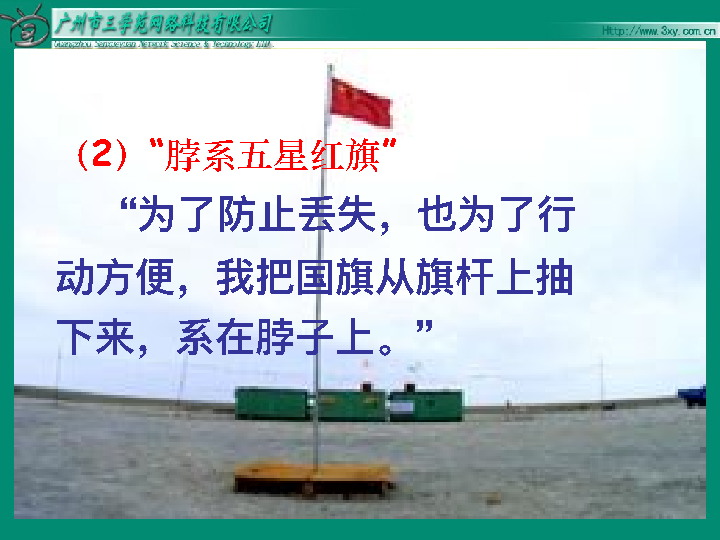 广州市三学苑网络科技有限公司
Guangzhou Sanxueyuan Network Science & Technology Ltd.
Http://www.3xy.com.cn
（2）“脖系五星红旗”
“为了防止丢失，也为了行
动方便，我把国旗从旗杆上抽
下来，系在脖子上。”